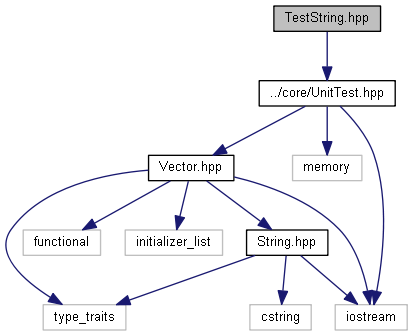 TestString.hpp
../core/UnitTest.hpp
Vector.hpp
memory
functional
initializer_list
String.hpp
type_traits
cstring
iostream